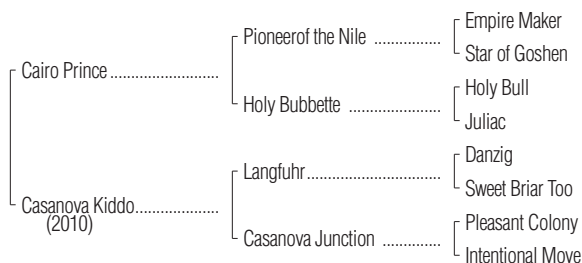 Empire Maker
Pioneerof the Nile ................
Star of Goshen
Cairo Prince .........................
Holy Bull
Holy Bubbette ......................
Juliac
Danzig
Langfuhr ...............................
Sweet Briar Too
Casanova Kiddo...................
(2010)
Pleasant Colony
Casanova Junction ...............
Intentional Move